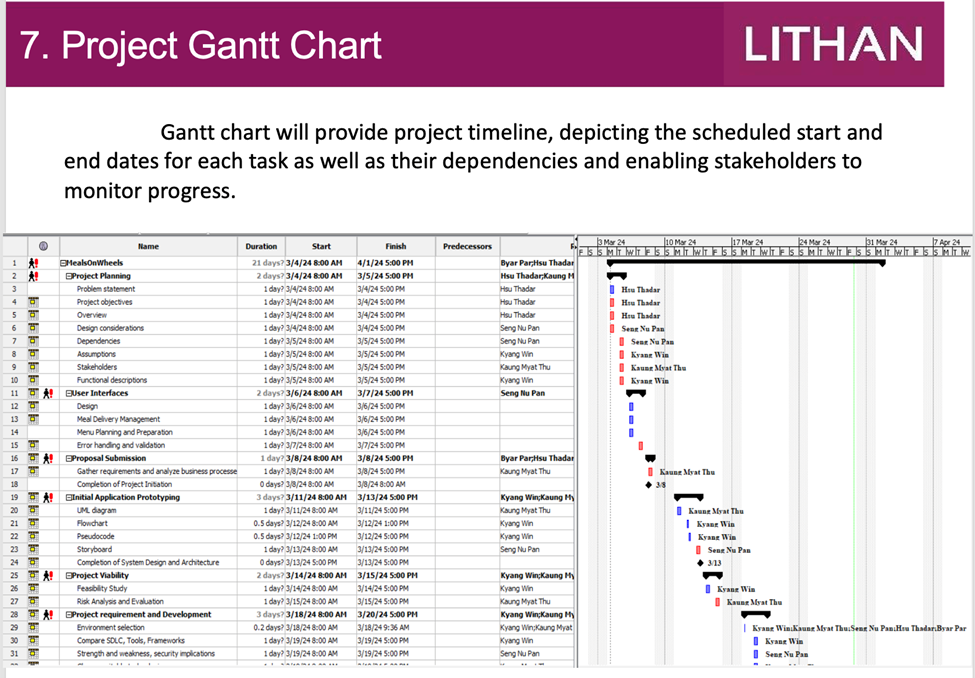 7. Project Gantt Chart
LITHAN
Gantt chart will provide project timeline, depicting the scheduled start and
end dates for each task as well as their dependencies and enabling stakeholders to
monitor progress.
Name Duration Start Finish Predecessors
3 Mar 24 10 Mar 24 17 Mar 24 24 Mar 24 31 Mar 24 7 Apr 24
F S S M T W T F S S M T W T F S S M T W T F S S M T W T F S S M T W T F S S M T W
1 MealsOnWheels 21 days? 3/4/24 8:00 AM 4/1/24 5:00 PM Byar Par;Hsu Thadar
2 Project Planning 2 days? 3/4/24 8:00 AM 3/5/24 5:00 PM Hsu Thadar;Kaung M
3 Problem statement 1 day? 3/4/24 8:00 AM 3/4/24 5:00 PM Hsu Thadar Hsu Thadar
4 Project objectives 1 day? 3/4/24 8:00 AM 3/4/24 5:00 PM Hsu Thadar Hsu Thadar
5 Overview 1 day? 3/4/24 8:00 AM 3/4/24 5:00 PM Hsu Thadar Hsu Thadar
6 Design considerations 1 day? 3/4/24 8:00 AM 3/4/24 5:00 PM Seng Nu Pan Seng Nu Pan
7 Dependencies 1 day? 3/5/24 8:00 AM 3/5/24 5:00 PM Seng Nu Pan Seng Nu Pan
8 Assumptions 1 day? 3/5/24 8:00 AM 3/5/24 5:00 PM Kyang Win Kyang Win
9 Stakeholders 1 day? 3/5/24 8:00 AM 3/5/24 5:00 PM Kaung Myat Thu Kaung Myat Thu
10 Functional descriptions 1 day? 3/5/24 8:00 AM 3/5/24 5:00 PM Kyang Win Kyang Win
11 User Interfaces 2 days? 3/6/24 8:00 AM 3/7/24 5:00 PM Seng Nu Pan
12 Design 1 day? 3/6/24 8:00 AM 3/6/24 5:00 PM
13 Meal Delivery Management 1 day? 3/6/24 8:00 AM 3/6/24 5:00 PM
14 Menu Planning and Preparation 1 day? 3/6/24 8:00 AM 3/6/24 5:00 PM
15 Error handling and validation 1 day? 3/7/24 8:00 AM 3/7/24 5:00 PM
16 Proposal Submission 1 day? 3/8/24 8:00 AM 3/8/24 5:00 PM Byar Par;Hsu Thadar
17 Gather requirements and analyze business processe 1 day? 3/8/24 8:00 AM 3/8/24 5:00 PM Kaung Myat Thu Kaung Myat Thu
18 Completion of Project Initiation 0 days? 3/8/24 8:00 AM 3/8/24 8:00 AM 3/8
19 Initial Application Prototyping 3 days? 3/11/24 8:00 AM 3/13/24 5:00 PM Kyang Win;Kaung My
20 UML diagram 1 day? 3/11/24 8:00 AM 3/11/24 5:00 PM Kaung Myat Thu Kaung Myat Thu
21 Flowchart 0.5 days? 3/12/24 8:00 AM 3/12/24 1:00 PM Kyang Win Kyang Win
22 Pseudocode 0.5 days? 3/12/24 1:00 PM 3/12/24 5:00 PM Kyang Win Kyang Win
23 Storyboard 1 day? 3/13/24 8:00 AM 3/13/24 5:00 PM Seng Nu Pan Seng Nu Pan
24 Completion of System Design and Architecture 0 days? 3/13/24 5:00 PM 3/13/24 5:00 PM 3/13
25 Project Viability 2 days? 3/14/24 8:00 AM 3/15/24 5:00 PM Kyang Win;Kaung My
26 Feasibility Study 1 day? 3/14/24 8:00 AM 3/14/24 5:00 PM Kyang Win Kyang Win
27 Risk Analysis and Evaluation 1 day? 3/15/24 8:00 AM 3/15/24 5:00 PM Kaung Myat Thu Kaung Myat Thu
28 Project requirement and Development 3 days? 3/18/24 8:00 AM 3/20/24 5:00 PM Kyang Win;Kaung My
29 Environment selection 0.2 days? 3/18/24 8:00 AM 3/18/24 9:36 AM Kyang Win;Kaung Myat Kyang Win;Kaung Myat Thu;Seng Nu Pan;Hsu Thadar;Byar Par
30 Compare SDLC, Tools, Frameworks 1 day? 3/19/24 8:00 AM 3/19/24 5:00 PM Kyang Win Kyang Win
31 Strength and weakness, security implications 1 day? 3/19/24 8:00 AM 3/19/24 5:00 PM Seng Nu Pan Seng Nu Pan